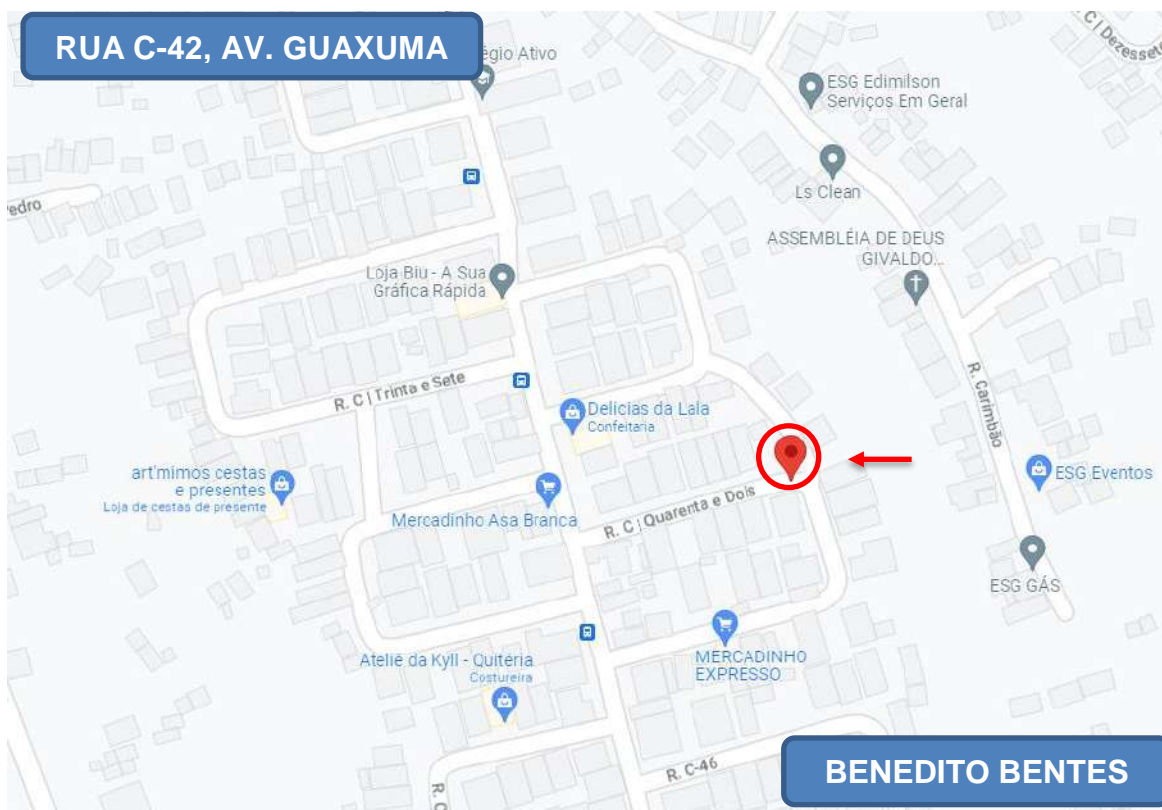 RUA C-42, AV. GUAXUMA
égio Ativo
C | Dezessete
ESG Edimilson
Serviços Em Geral
Ls Clean
edro
ASSEMBLÉIA DE DEUS
GIVALDO...
Loja Biu - A Sua
Gráfica Rápida
R. C | Trinta e Sete
R. Carimbão
Delicias da Lala
Confeitaria
art'mimos cestas
e presentes
Loja de cestas de presente
ESG Eventos
Mercadinho Asa Branca
R. C | Quarenta e Dois
ESG GÁS
Ateliê da Kyll - Quitéria
Costureira
MERCADINHO
EXPRESSO
R. C-46
R. C
BENEDITO BENTES